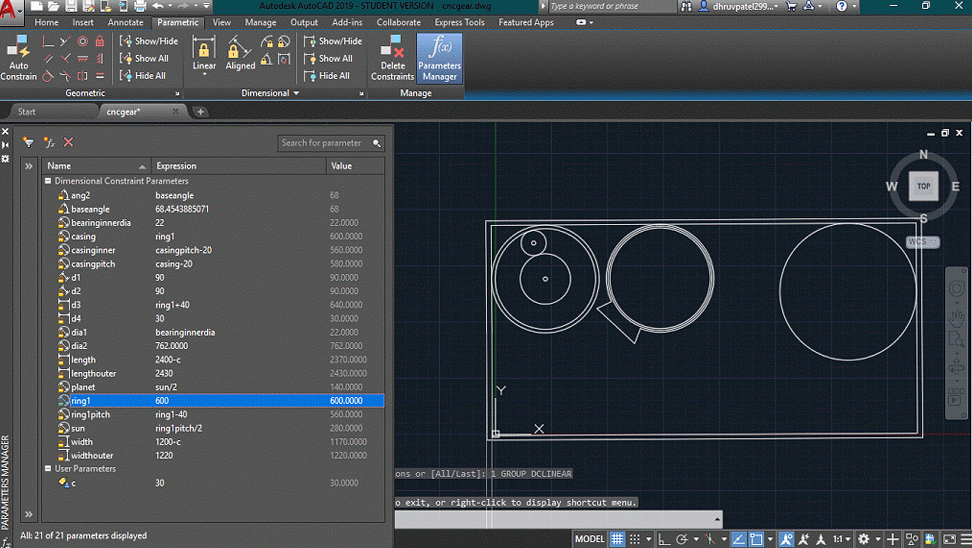 Autodesk AutoCAD 2019 - STUDENT VERSION cncgear.dwg
Type a keyword or phrase
dhruvpatel299...
Home Insert Annotate Parametric View Manage Output Add-ins Collaborate Express Tools Featured Apps
Auto
Constrain
Show/Hide
Show All
Hide All
Linear
Aligned
Show/Hide
Show All
Hide All
Delete
Constraints
f(x)
Parameters
Manager
Geometric
Dimensional
Manage
Start
cncgear*
Search for parameter
Name Expression Value
Dimensional Constraint Parameters
ang2 baseangle 68
baseangle 68.4543885071 68
bearinginnerdia 22 22.0000
casing ring1 600.0000
casinginner casingpitch-20 560.0000
casingpitch casing-20 580.0000
d1 90 90.0000
d2 90 90.0000
d3 ring1+40 640.0000
d4 30 30.0000
dia1 bearinginnerdia 22.0000
dia2 762.0000 762.0000
length 2400-c 2370.0000
lengthouter 2430 2430.0000
planet sun/2 140.0000
ring1 600 600.0000
ring1pitch ring1-40 560.0000
sun ring1pitch/2 280.0000
width 1200-c 1170.0000
widthouter 1220 1220.0000
User Parameters
c 30 30.0000
All: 21 of 21 parameters displayed
PARAMETERS MANAGER
N
W TOP E
S
WCS
Y
X
ons or [All/Last]: 1 GROUP DCLINEAR
o exit, or right-click to display shortcut menu.
MODEL
1:1